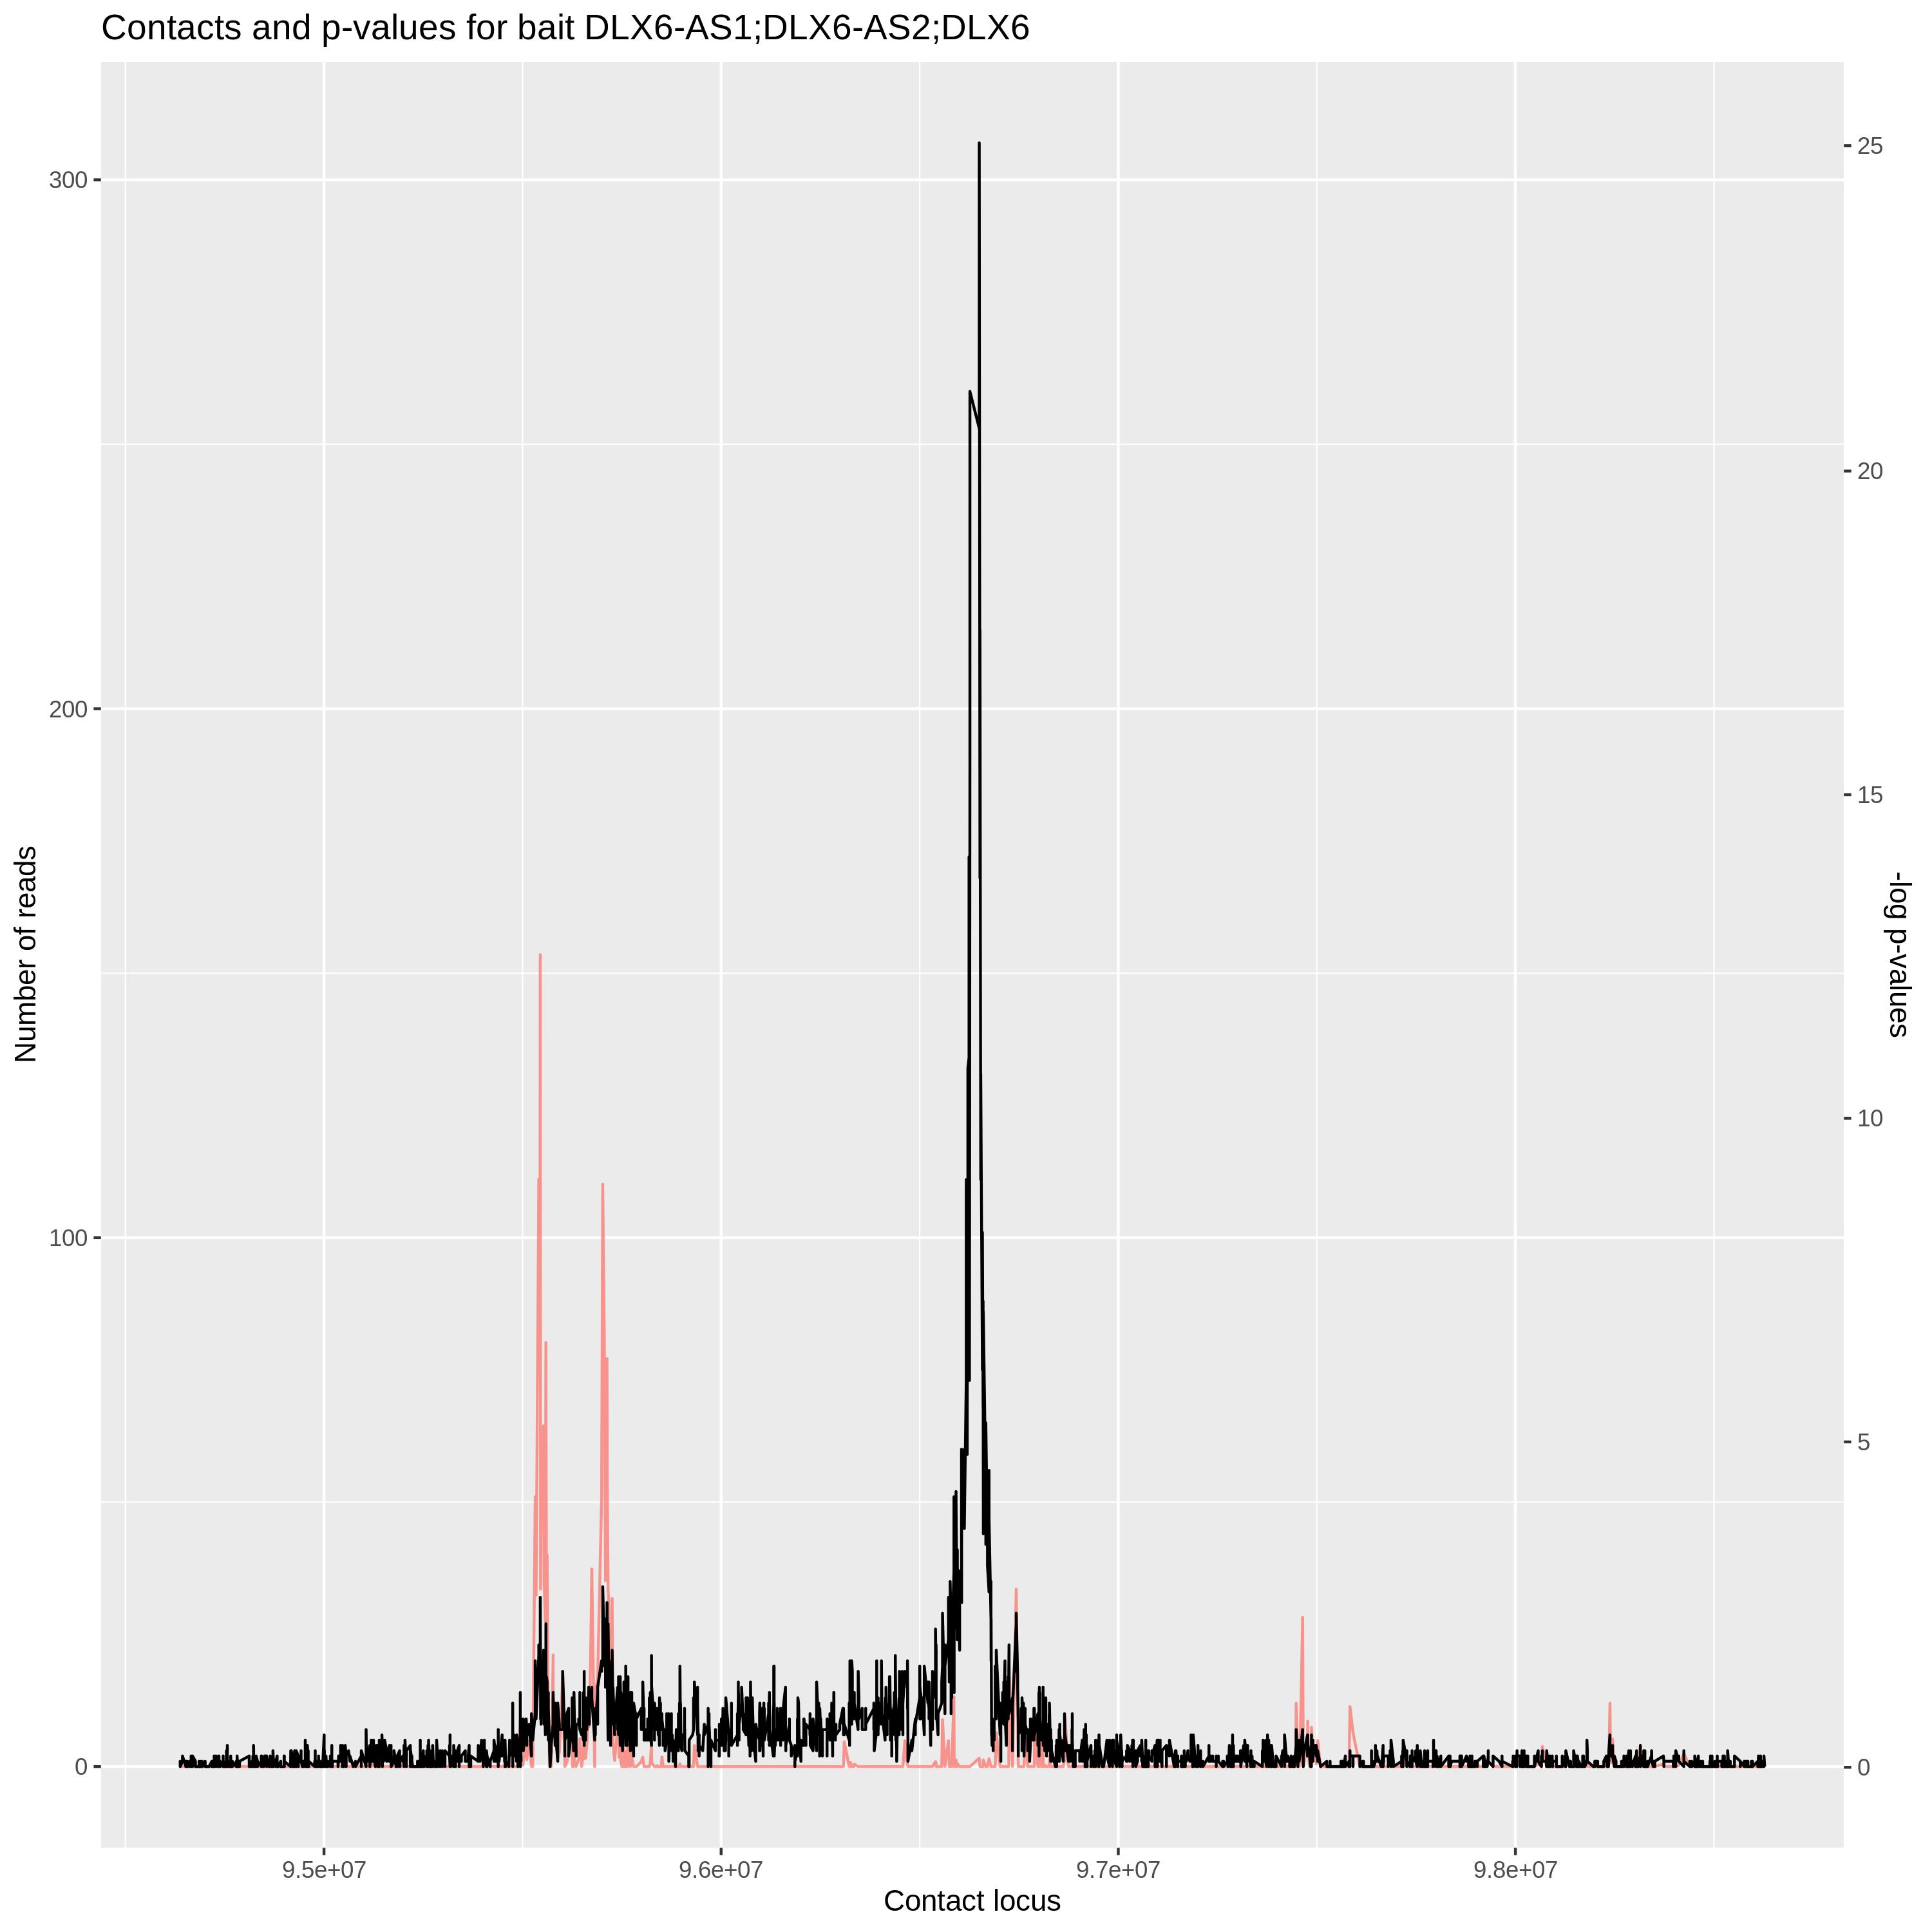 Contacts and p-values for bait DLX6-AS1;DLX6-AS2;DLX6
Number of reads
300
200
100
0
25
20
15
10
5
0
-log p-values
9.5e+07
9.6e+07
9.7e+07
9.8e+07
Contact locus